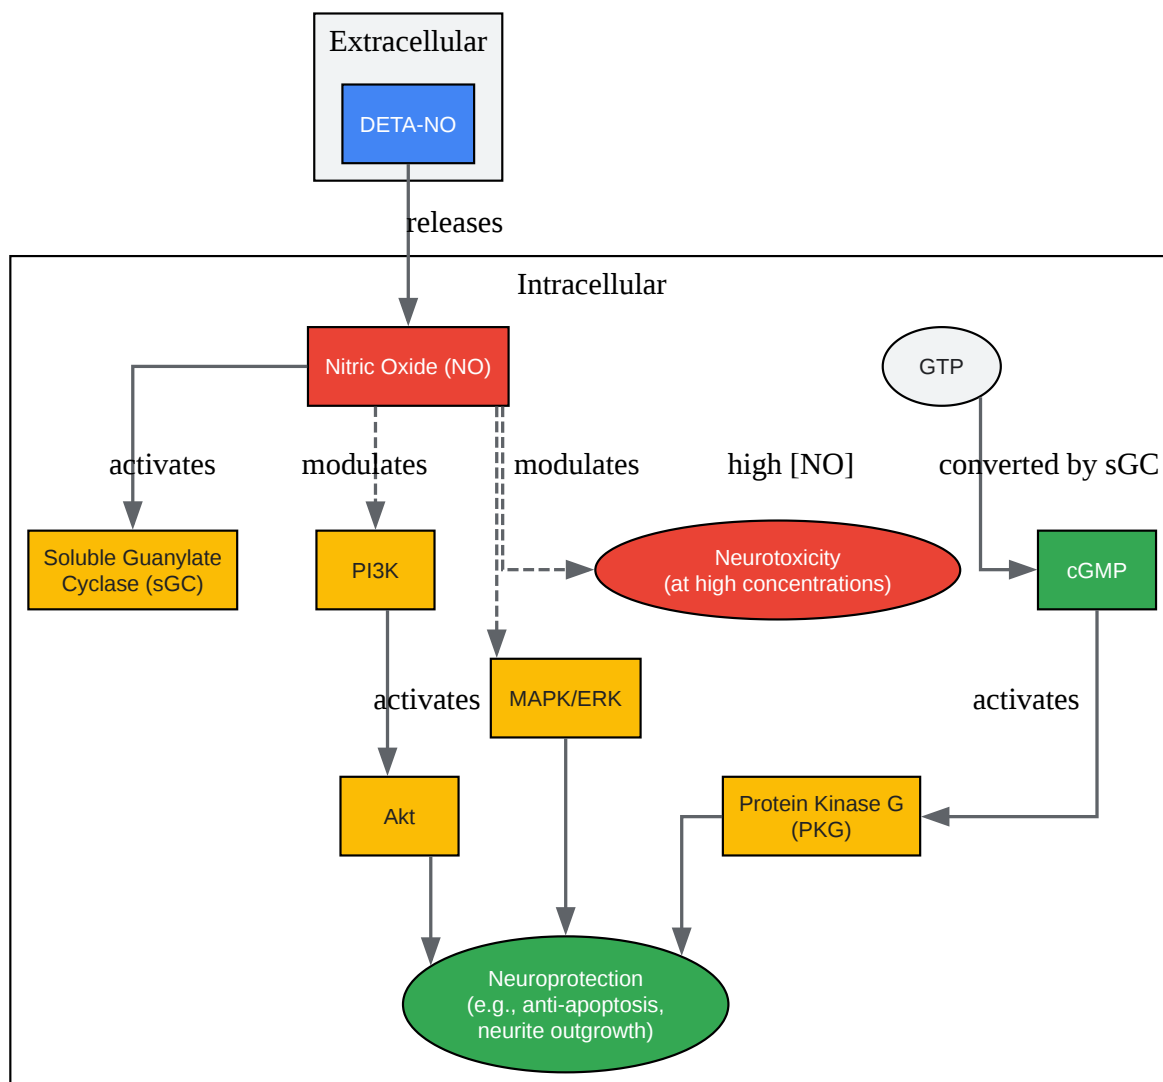 Extracellular
DETA-NO
releases
Intracellular
Nitric Oxide (NO)
GTP
activates
modulates
modulates
high [NO]
converted by sGC
Soluble Guanylate
Cyclase (sGC)
PI3K
Neurotoxicity
(at high concentrations)
cGMP
activates
MAPK/ERK
activates
Akt
Protein Kinase G
(PKG)
Neuroprotection
(e.g., anti-apoptosis,
neurite outgrowth)